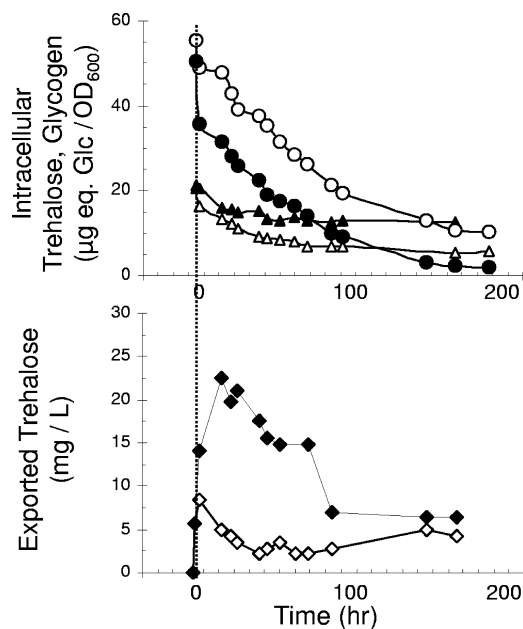 Intracellular
Trehalose, Glycogen
(µg eq. Glc / OD600)
60
40
20
0
0
100
200
Exported Trehalose
(mg / L)
30
25
20
15
10
5
0
0
100
200
Time (hr)